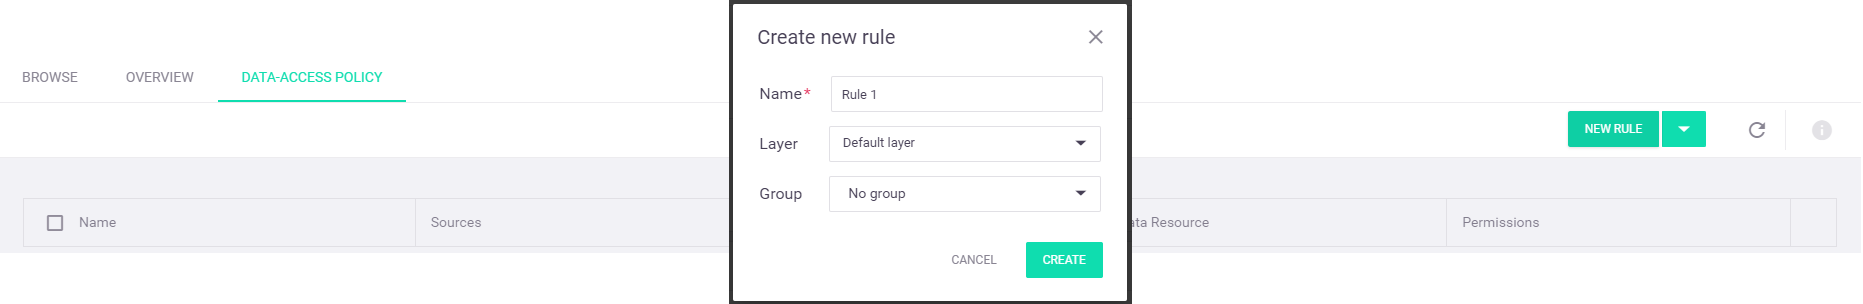 Create new rule
BROWSE OVERVIEW DATA-ACCESS POLICY
Name* Rule 1
NEW RULE
Layer Default layer
Group No group
Name Sources ata Resource Permissions
CANCEL CREATE